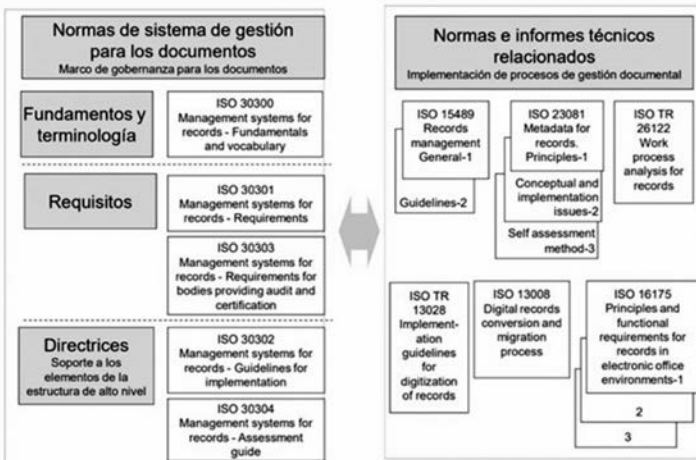 Normas de sistema de gestión
para los documentos
Marco de gobernanza para los documentos
Fundamentos y
terminología
ISO 30300
Management systems for
records - Fundamentals
and vocabulary
Requisitos
ISO 30301
Management systems for
records - Requirements
ISO 30303
Management systems for
records - Requirements for
bodies providing audit and
certification
Directrices
Soporte a los
elementos de la
estructura de alto nivel
ISO 30302
Management systems for
records - Guidelines for
implementation
ISO 30304
Management systems for
records - Assessment
guide
Normas e informes técnicos
relacionados
Implementación de procesos de gestión documental
ISO 15489
Records
management
General-1
Guidelines-2
ISO 23081
Metadata for
records.
Principles-1
Conceptual and
implementation
issues-2
Self assessment
method-3
ISO TR
26122
Work
process
analysis for
records
ISO TR
13028
Implement-
ation
guidelines
for
digitization
of records
ISO 13008
Digital records
conversion and
migration
process
ISO 16175
Principles and
functional
requirements for
records in
electronic office
environments-1
2
3